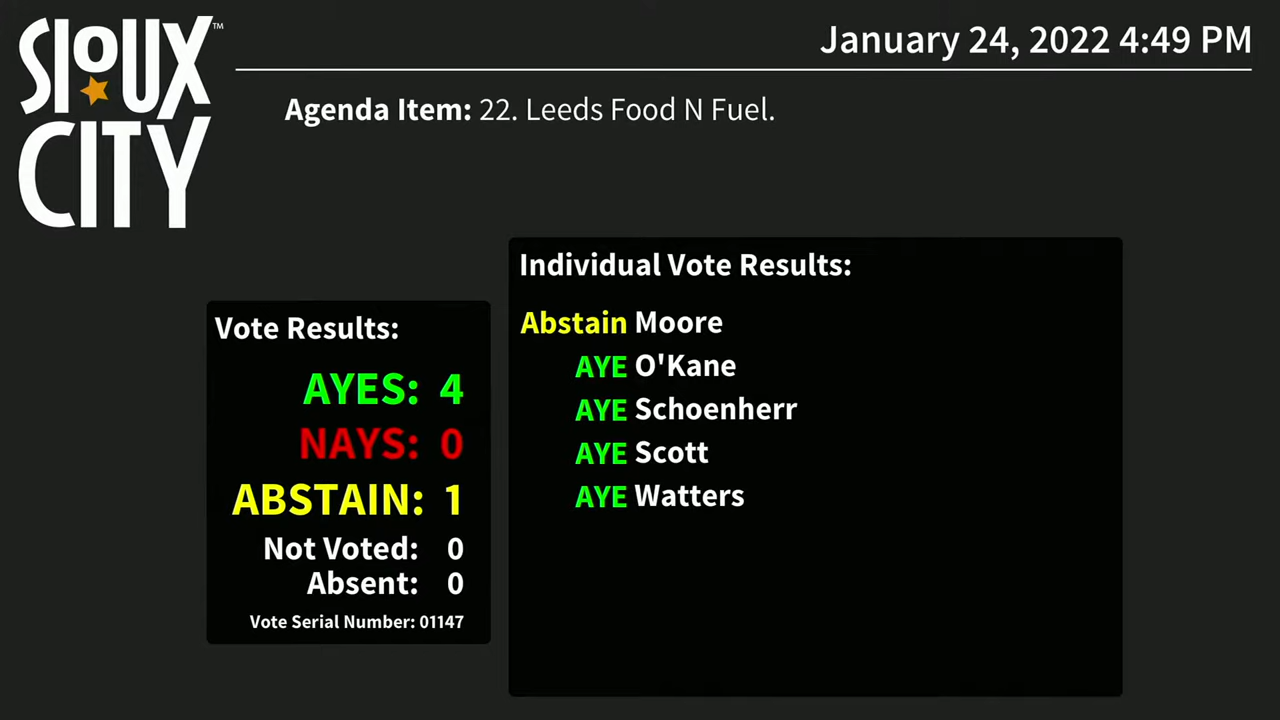 SIOUX
CITY
™
January 24, 2022 4:49 PM
Agenda Item: 22. Leeds Food N Fuel.
Vote Results:
AYES: 4
NAYS: 0
ABSTAIN: 1
Not Voted: 0
Absent: 0
Vote Serial Number: 01147
Individual Vote Results:
Abstain Moore
AYE O'Kane
AYE Schoenherr
AYE Scott
AYE Watters